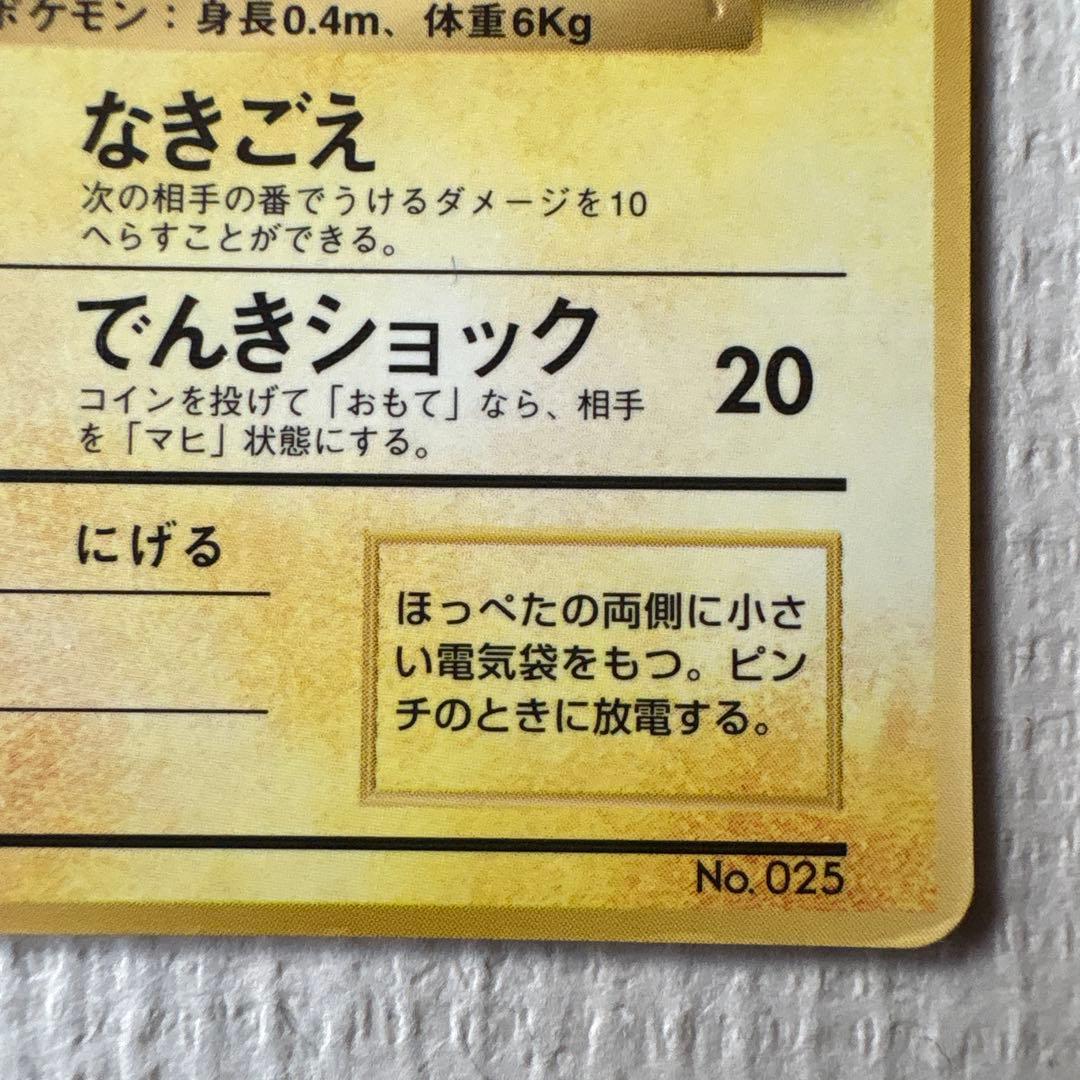 ポケモン：身長0.4m、体重6Kg
なきごえ
次の相手の番でうけるダメージを10
へらすことができる。
でんきショック
20
コインを投げて「おもて」なら、相手
を「マヒ」状態にする。
にげる
ほっぺたの両側に小さ
い電気袋をもつ。ピン
チのときに放電する。
No. 025